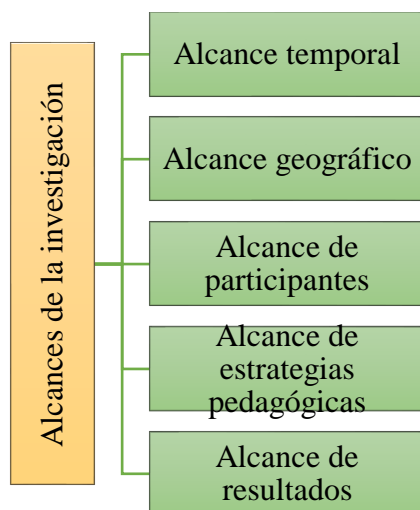 Alcances de la investigación
Alcance temporal
Alcance geográfico
Alcance de
participantes
Alcance de
estrategias
pedagógicas
Alcance de
resultados